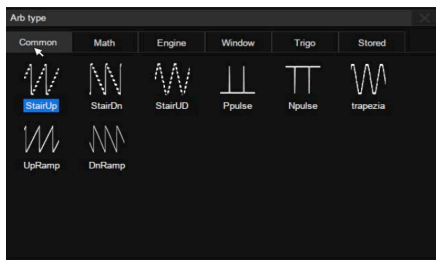 Arb type
Common Math Engine Window Trigo Stored
StairUp StairDn StairUD Ppulse Npulse trapezia
UpRamp DnRamp